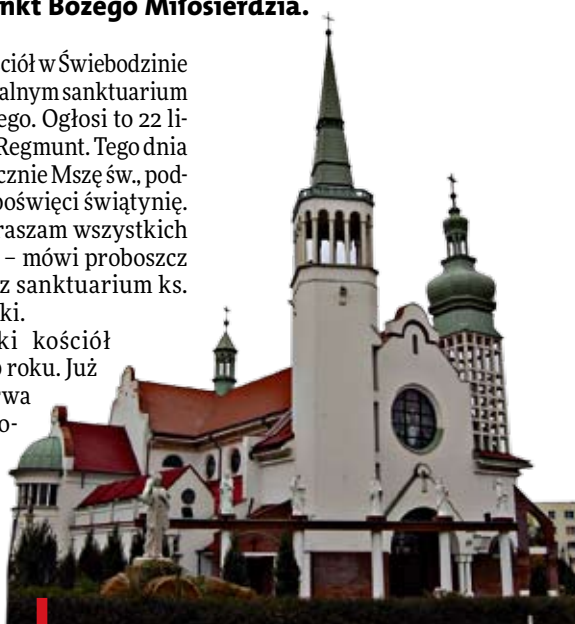 nkt Bożego Miłosierdzia.
ciół w Świebodzinie
alnym sanktuarium
ego. Ogłosi to 22 li-
Regmunt. Tego dnia
cznie Mszę św., pod-
poświęci świątynię.
raszam wszystkich
– mówi proboszcz
z sanktuarium ks.
ki.
ki kościół
roku. Już
wa
o-